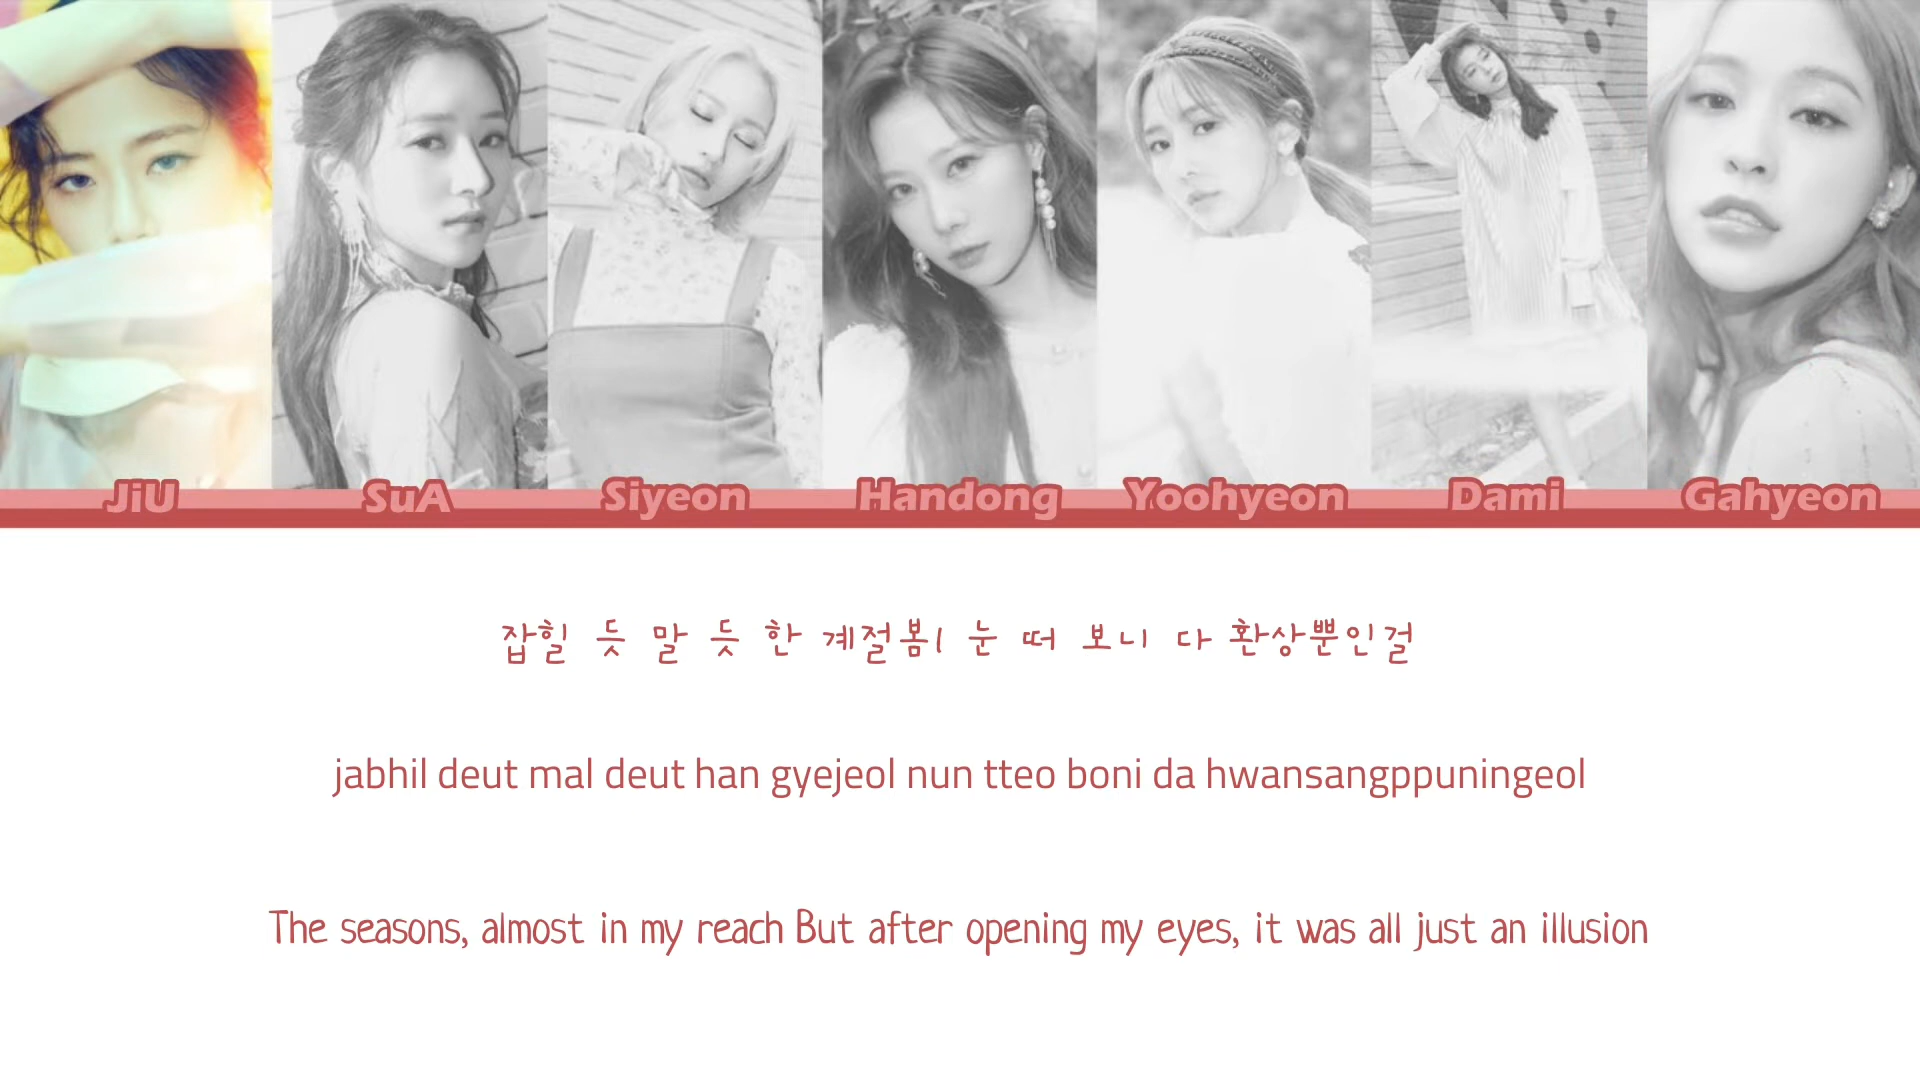 JiU SuA Siyeon Handong Yoohyeon Dami Gahyeon
잡힐 듯 말 듯 한 계절봄( 눈 떠 보니 다 환상뿐인걸
jabhil deut mal deut han gyejeol nun tteo boni da hwansangppuningeol
The seasons, almost in my reach But after opening my eyes, it was all just an illusion